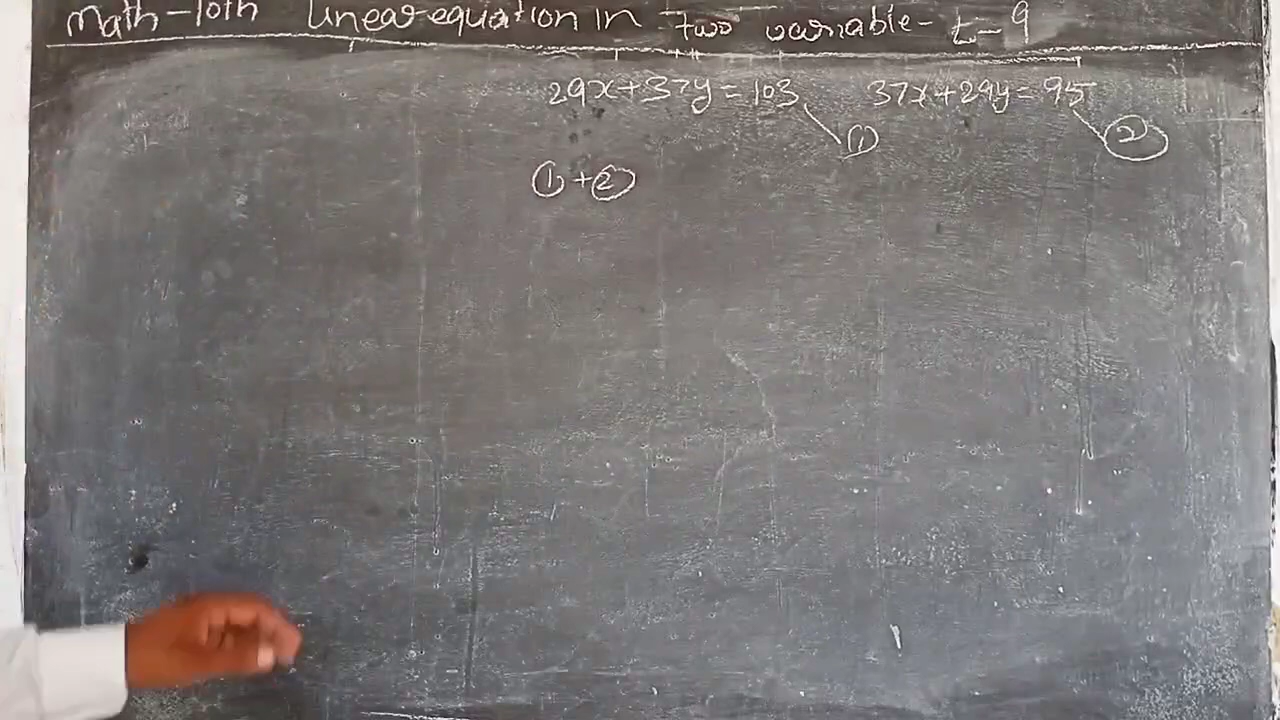 Math-10th Linear equation in two variable - L-9
29x+37y=103 37x+29y=95
① ②
①+②